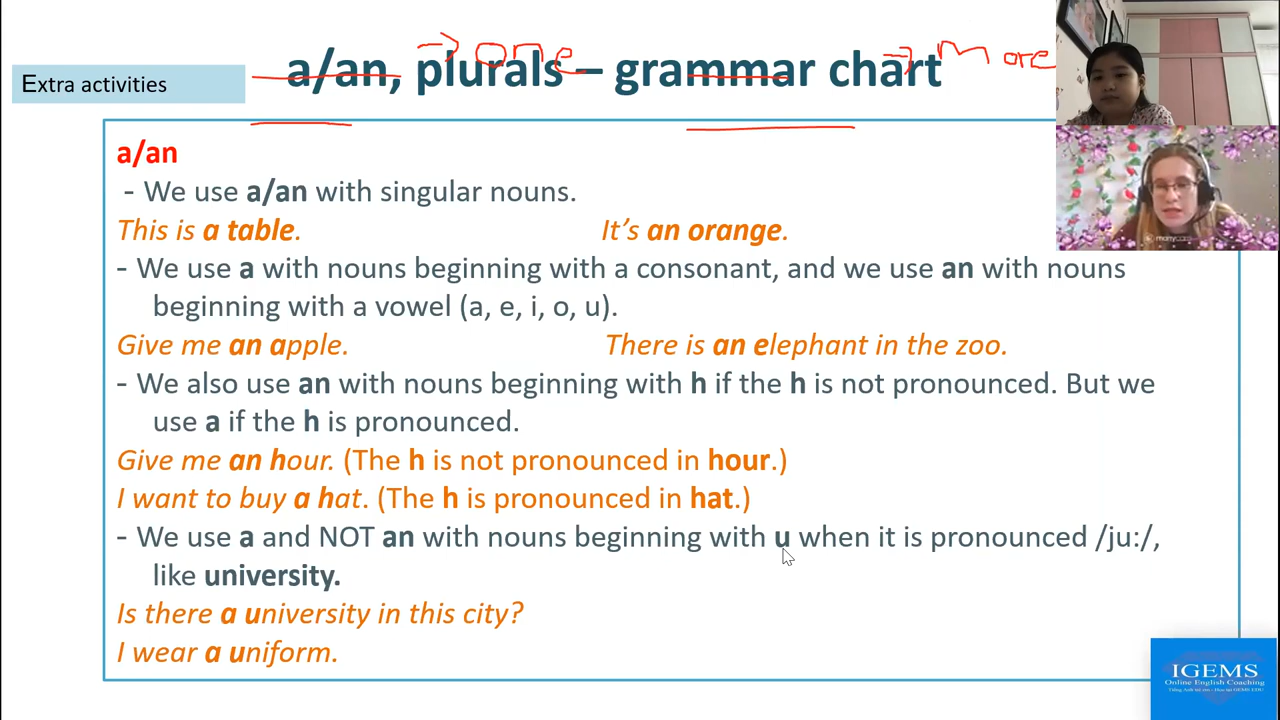 → one → more
a/an, plurals – grammar chart
Extra activities
a/an
- We use a/an with singular nouns.
This is a table. It's an orange.
- We use a with nouns beginning with a consonant, and we use an with nouns
beginning with a vowel (a, e, i, o, u).
Give me an apple. There is an elephant in the zoo.
- We also use an with nouns beginning with h if the h is not pronounced. But we
use a if the h is pronounced.
Give me an hour. (The h is not pronounced in hour.)
I want to buy a hat. (The h is pronounced in hat.)
- We use a and NOT an with nouns beginning with u when it is pronounced /ju:/,
like university.
Is there a university in this city?
I wear a uniform.
IGEMS
Online English Coaching